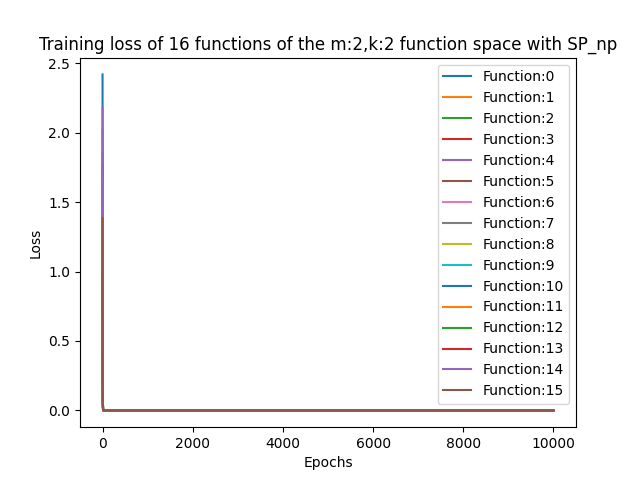 Training loss of 16 functions of the m:2,k:2 function space with SP_np
2.5
2.0
1.5
1.0
0.5
0.0
Loss
0 2000 4000 6000 8000 10000
Epochs
Function:0
Function:1
Function:2
Function:3
Function:4
Function:5
Function:6
Function:7
Function:8
Function:9
Function:10
Function:11
Function:12
Function:13
Function:14
Function:15